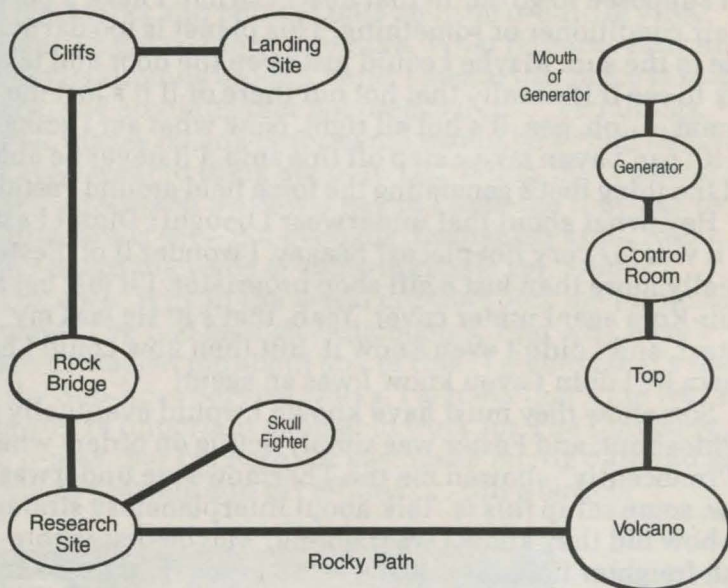 Cliffs
Landing
Site
Mouth
of
Generator
Generator
Control
Room
Rock
Bridge
Top
Skull
Fighter
Research
Site
Volcano
Rocky Path